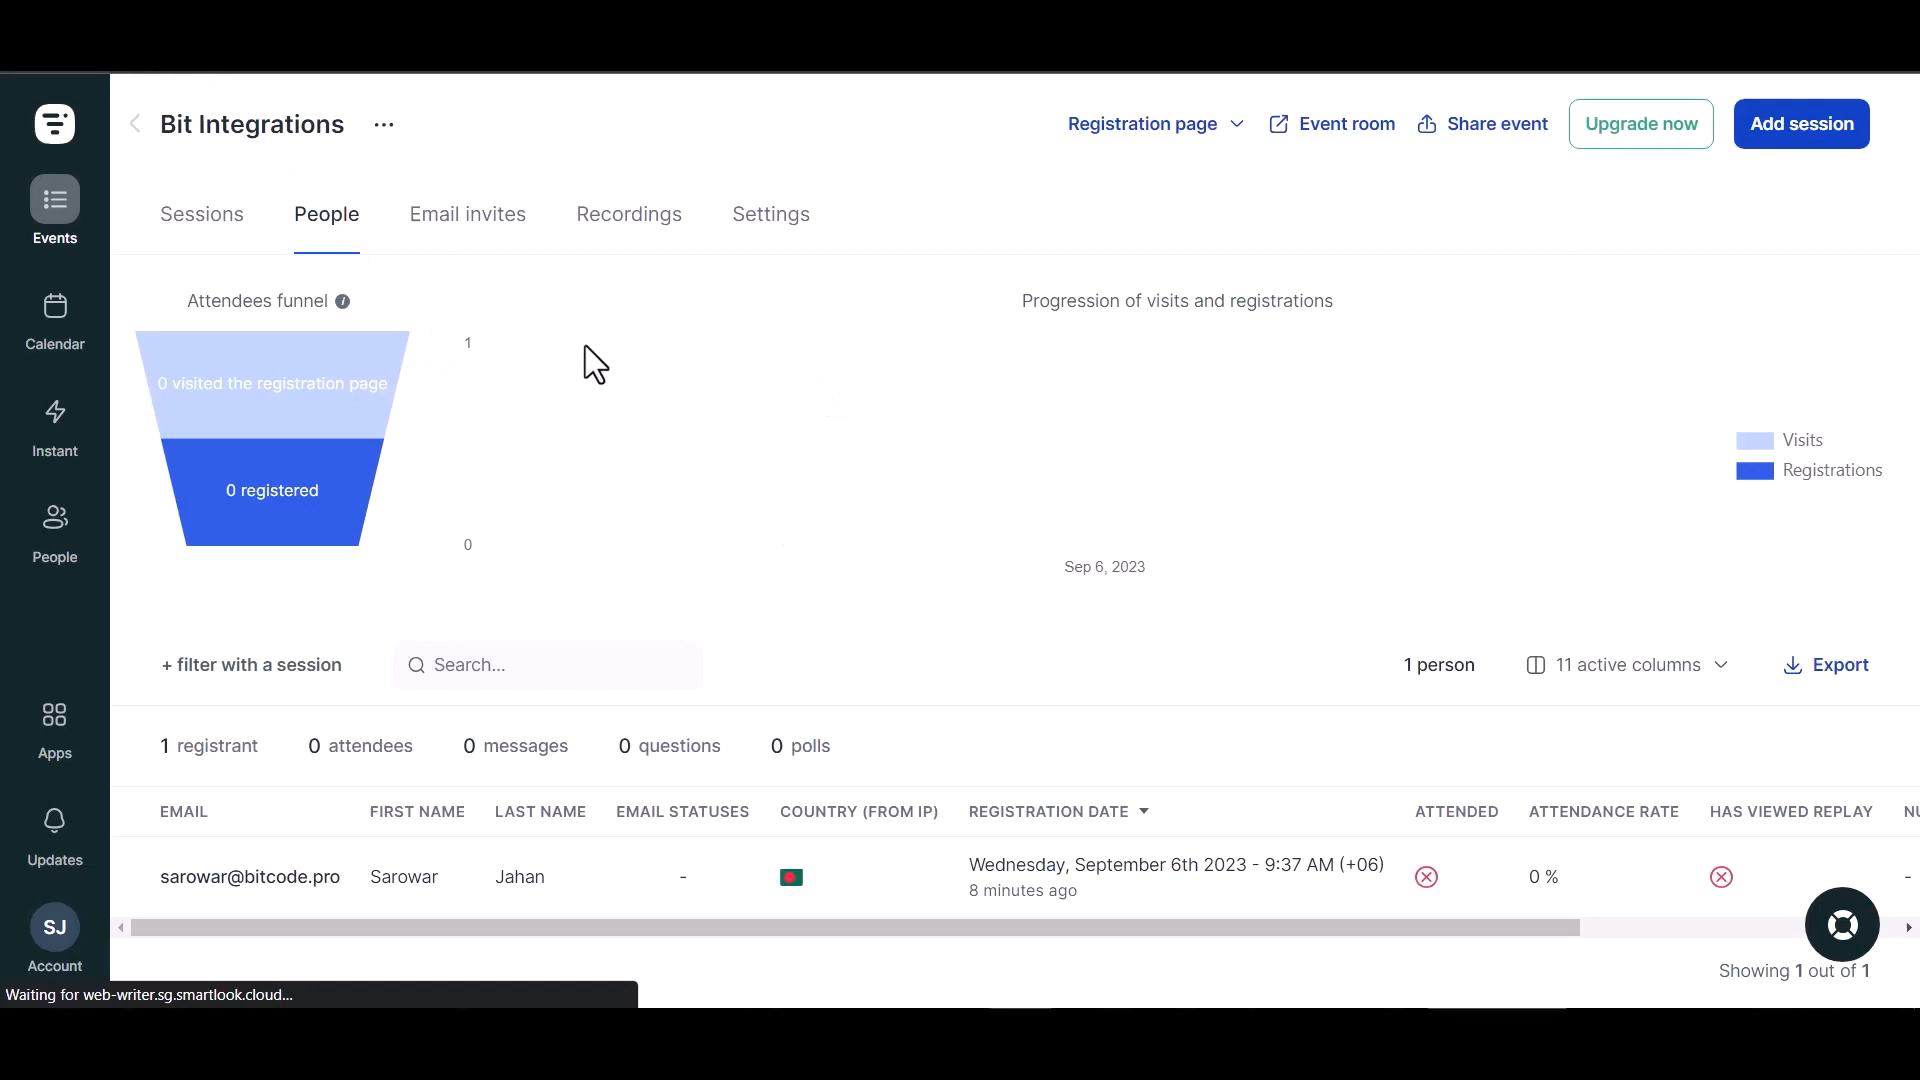 Bit Integrations ...
Registration page
Event room
Share event
Upgrade now
Add session
Events
Calendar
Instant
People
Apps
Updates
SJ
Account
Sessions
People
Email invites
Recordings
Settings
Attendees funnel i
0 visited the registration page
0 registered
Progression of visits and registrations
1
0
Sep 6, 2023
Visits
Registrations
+ filter with a session
Search...
1 person
11 active columns
Export
1 registrant
0 attendees
0 messages
0 questions
0 polls
EMAIL FIRST NAME LAST NAME EMAIL STATUSES COUNTRY (FROM IP) REGISTRATION DATE ATTENDED ATTENDANCE RATE HAS VIEWED REPLAY NU
sarowar@bitcode.pro Sarowar Jahan - Wednesday, September 6th 2023 - 9:37 AM (+06) 0 % -
8 minutes ago
Showing 1 out of 1
Waiting for web-writer.sg.smartlook.cloud...